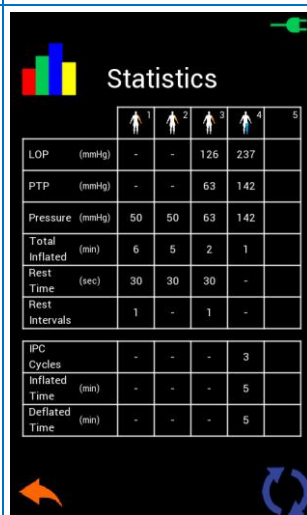 Statistics
1 2 3 4 5
LOP (mmHg) - - 126 237
PTP (mmHg) - - 63 142
Pressure (mmHg) 50 50 63 142
Total
Inflated (min) 6 5 2 1
Rest
Time (sec) 30 30 30 -
Rest
Intervals 1 - 1 -
IPC
Cycles - - - 3
Inflated
Time (min) - - - 5
Deflated
Time (min) - - - 5